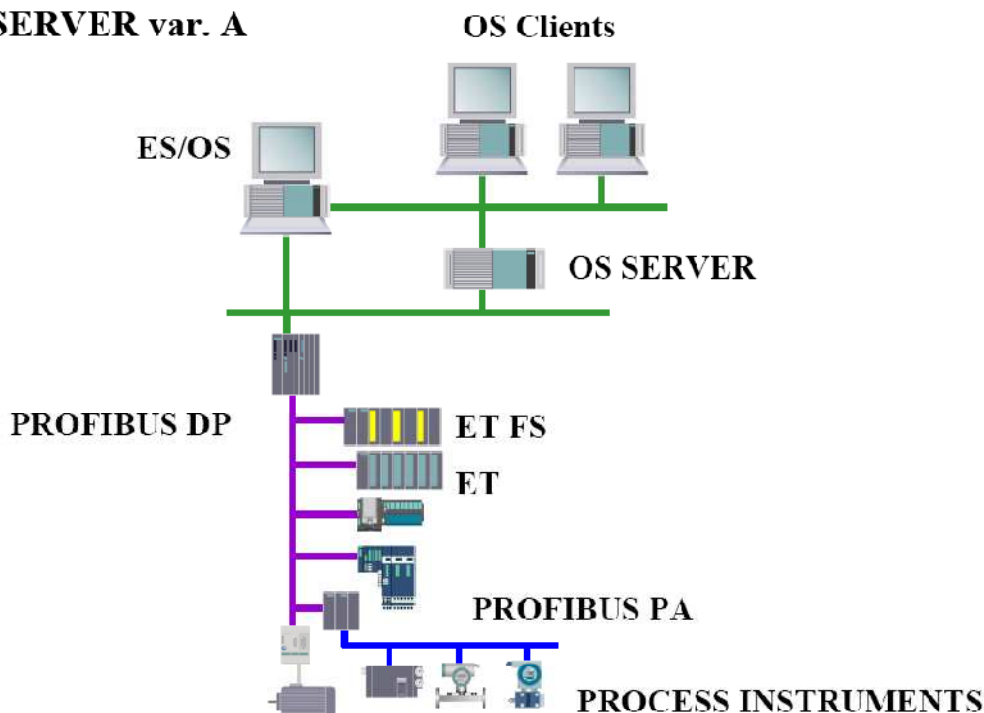 SERVER var. A
OS Clients
ES/OS
OS SERVER
PROFIBUS DP
ET FS
ET
PROFIBUS PA
PROCESS INSTRUMENTS